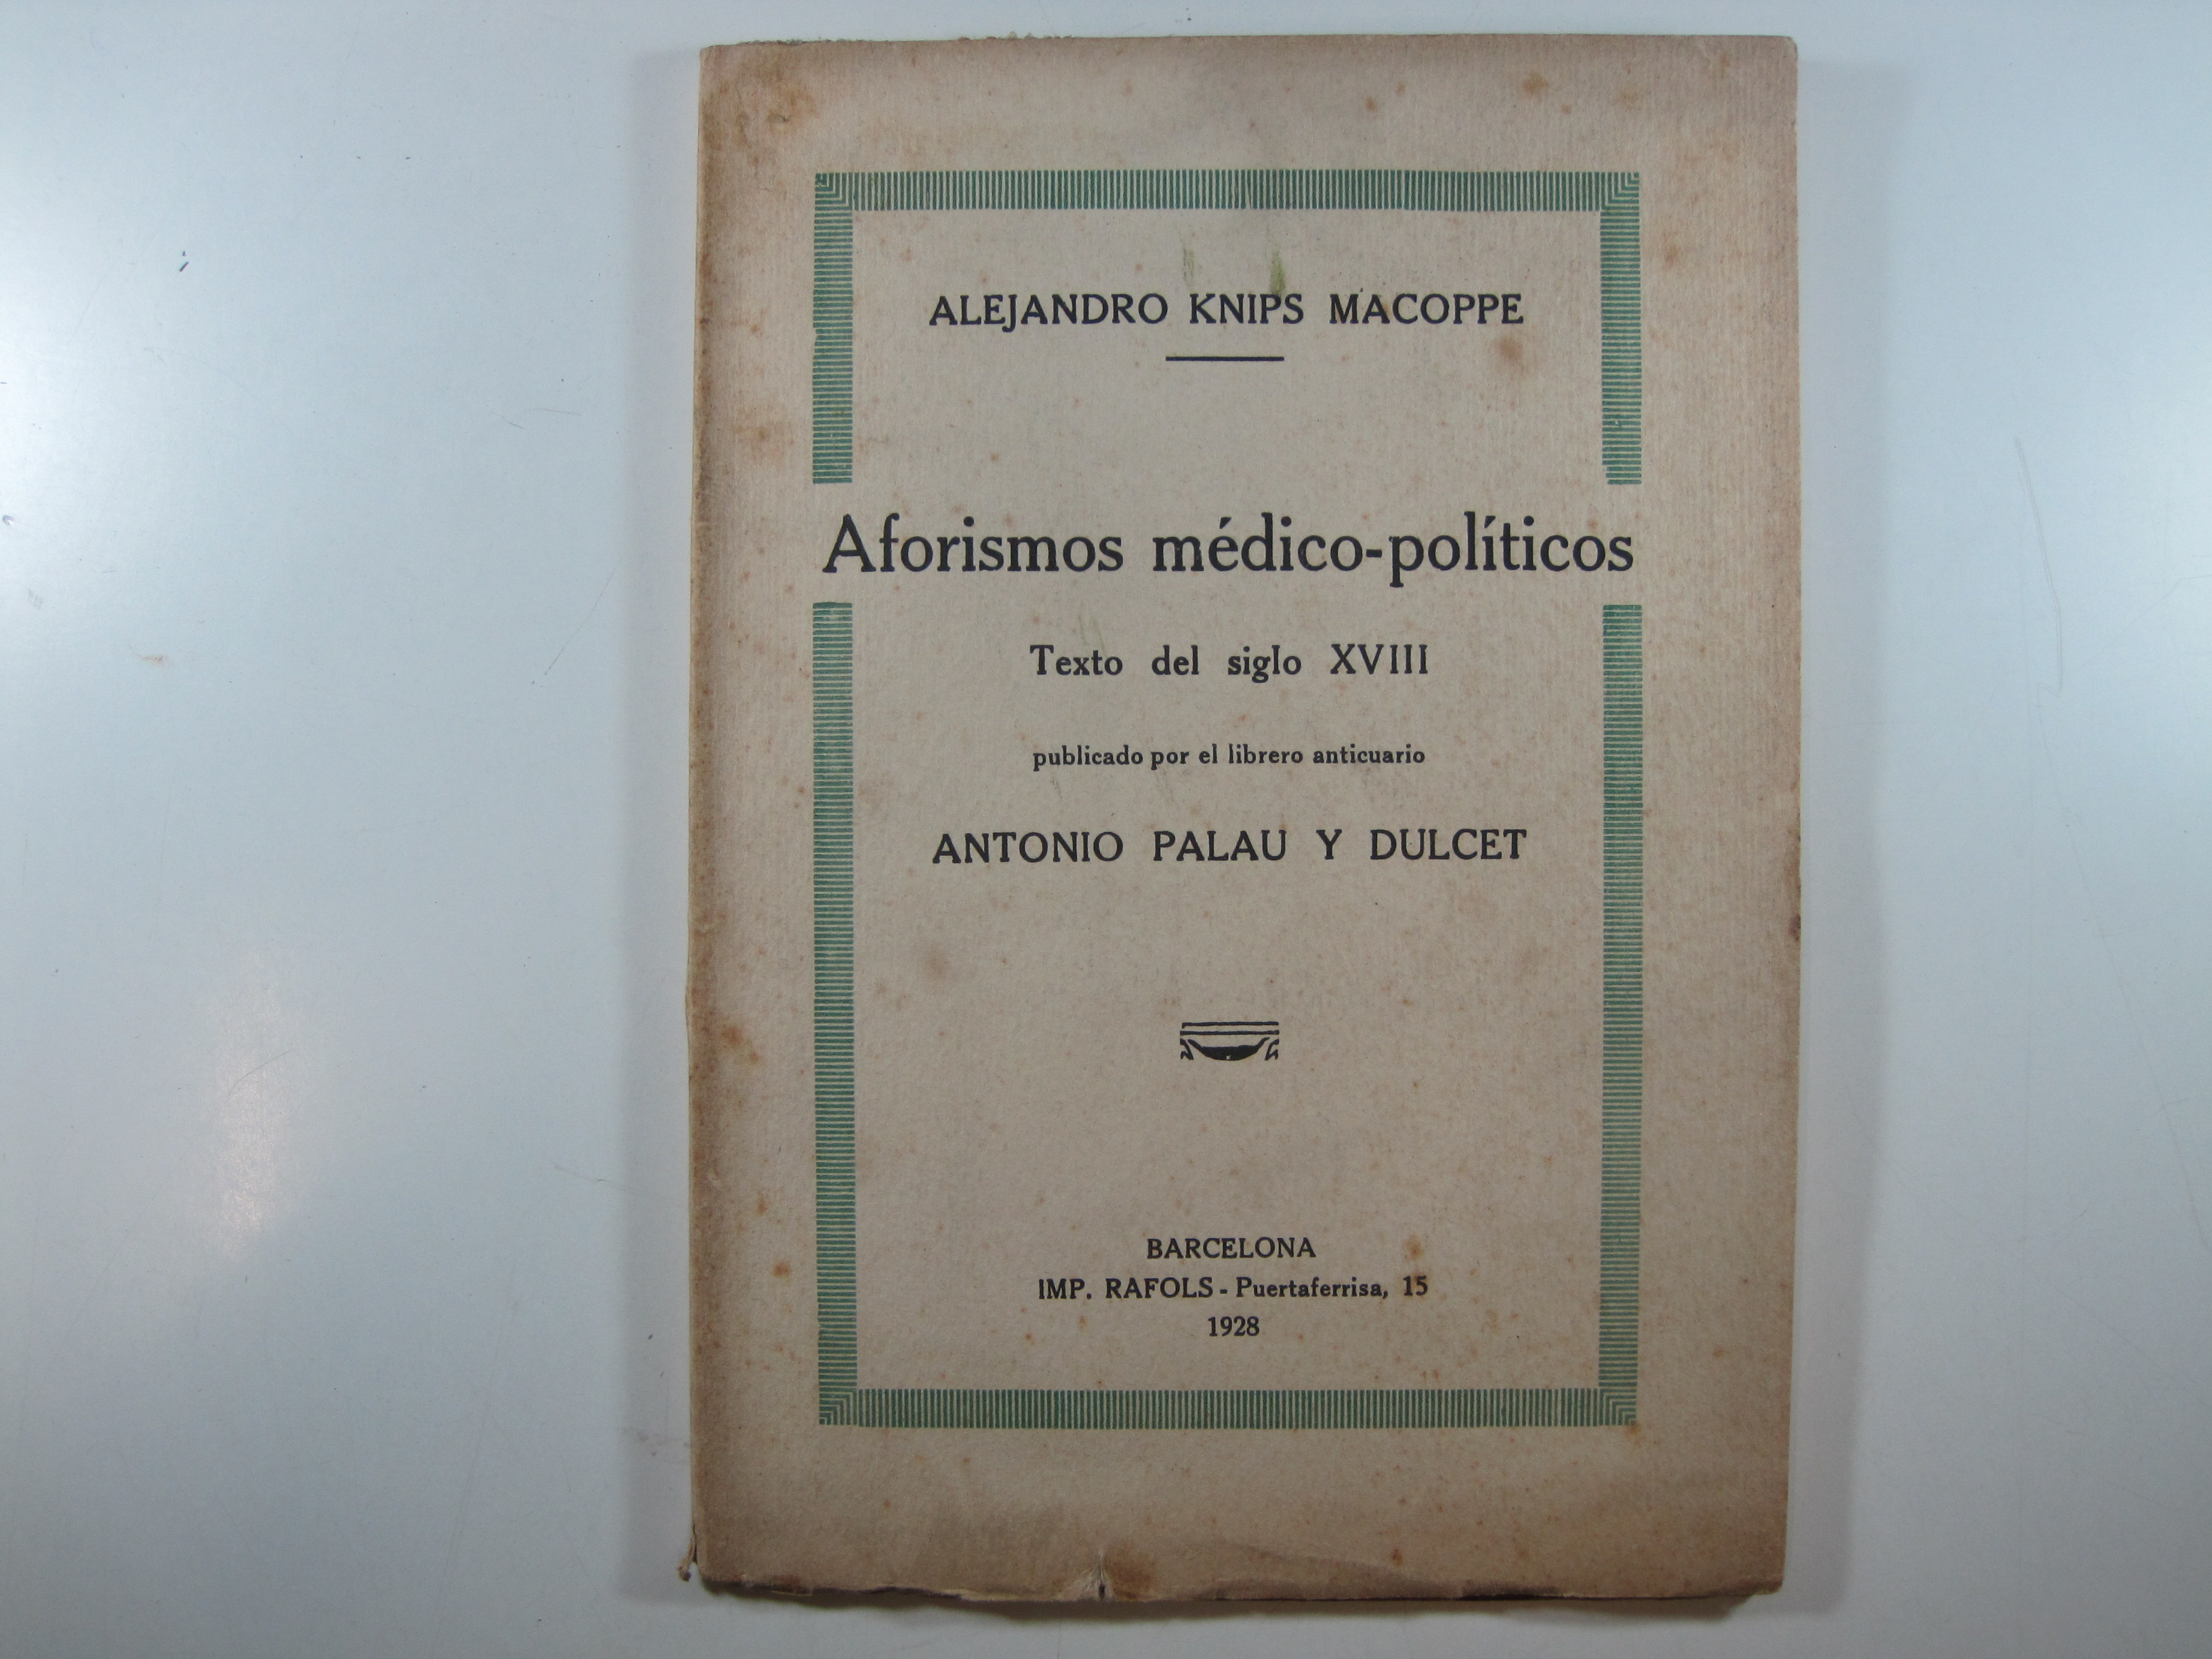 ALEJANDRO KNIPS MACOPPE
Aforismos médico-políticos
Texto del siglo XVIII
publicado por el librero anticuario
ANTONIO PALAU Y DULCET
BARCELONA
IMP. RAFOLS - Puertaferrisa, 15
1928